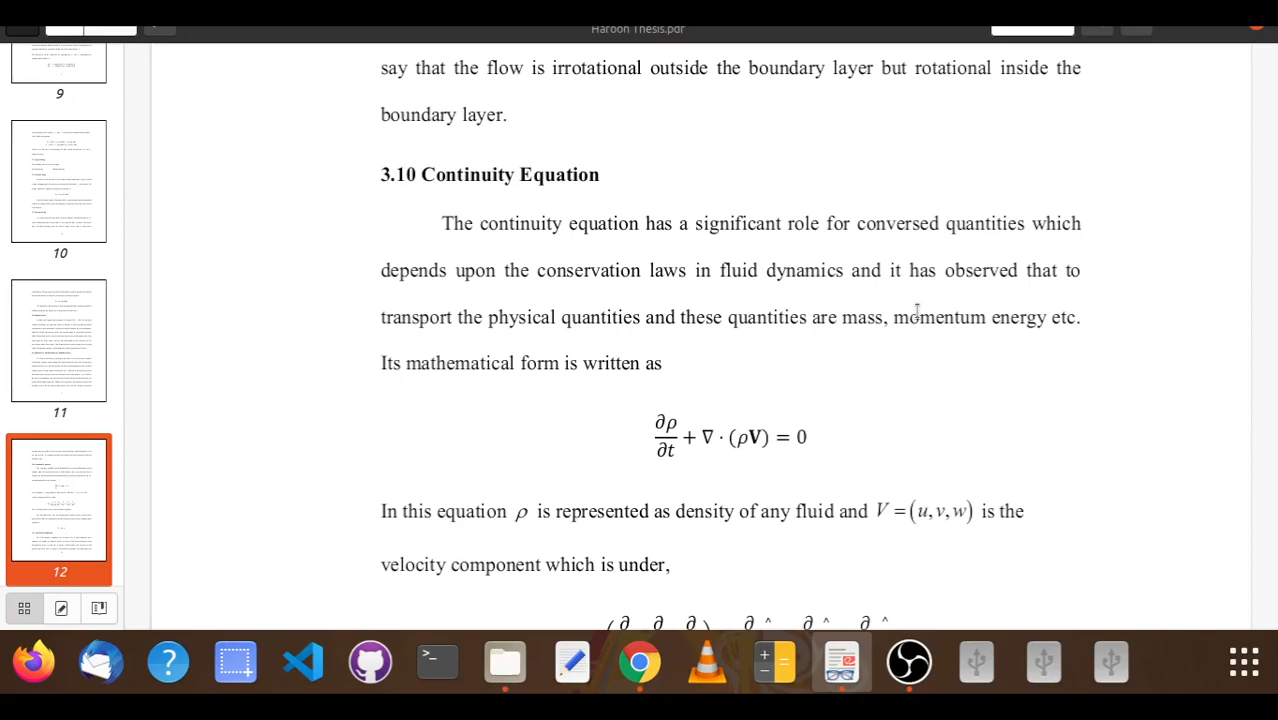 Haroon Thesis.pdf
9
10
11
12
say that the flow is irrotational outside the boundary layer but rotational inside the
boundary layer.
3.10 Continuity Equation
The continuity equation has a significant role for conversed quantities which
depends upon the conservation laws in fluid dynamics and it has observed that to
transport the physical quantities and these quantities are mass, momentum energy etc.
Its mathematical form is written as
∂ρ/∂t + ∇ · (ρV) = 0
In this equation ρ is represented as density of any fluid and V = (u, v, w) is the
velocity component which is under,